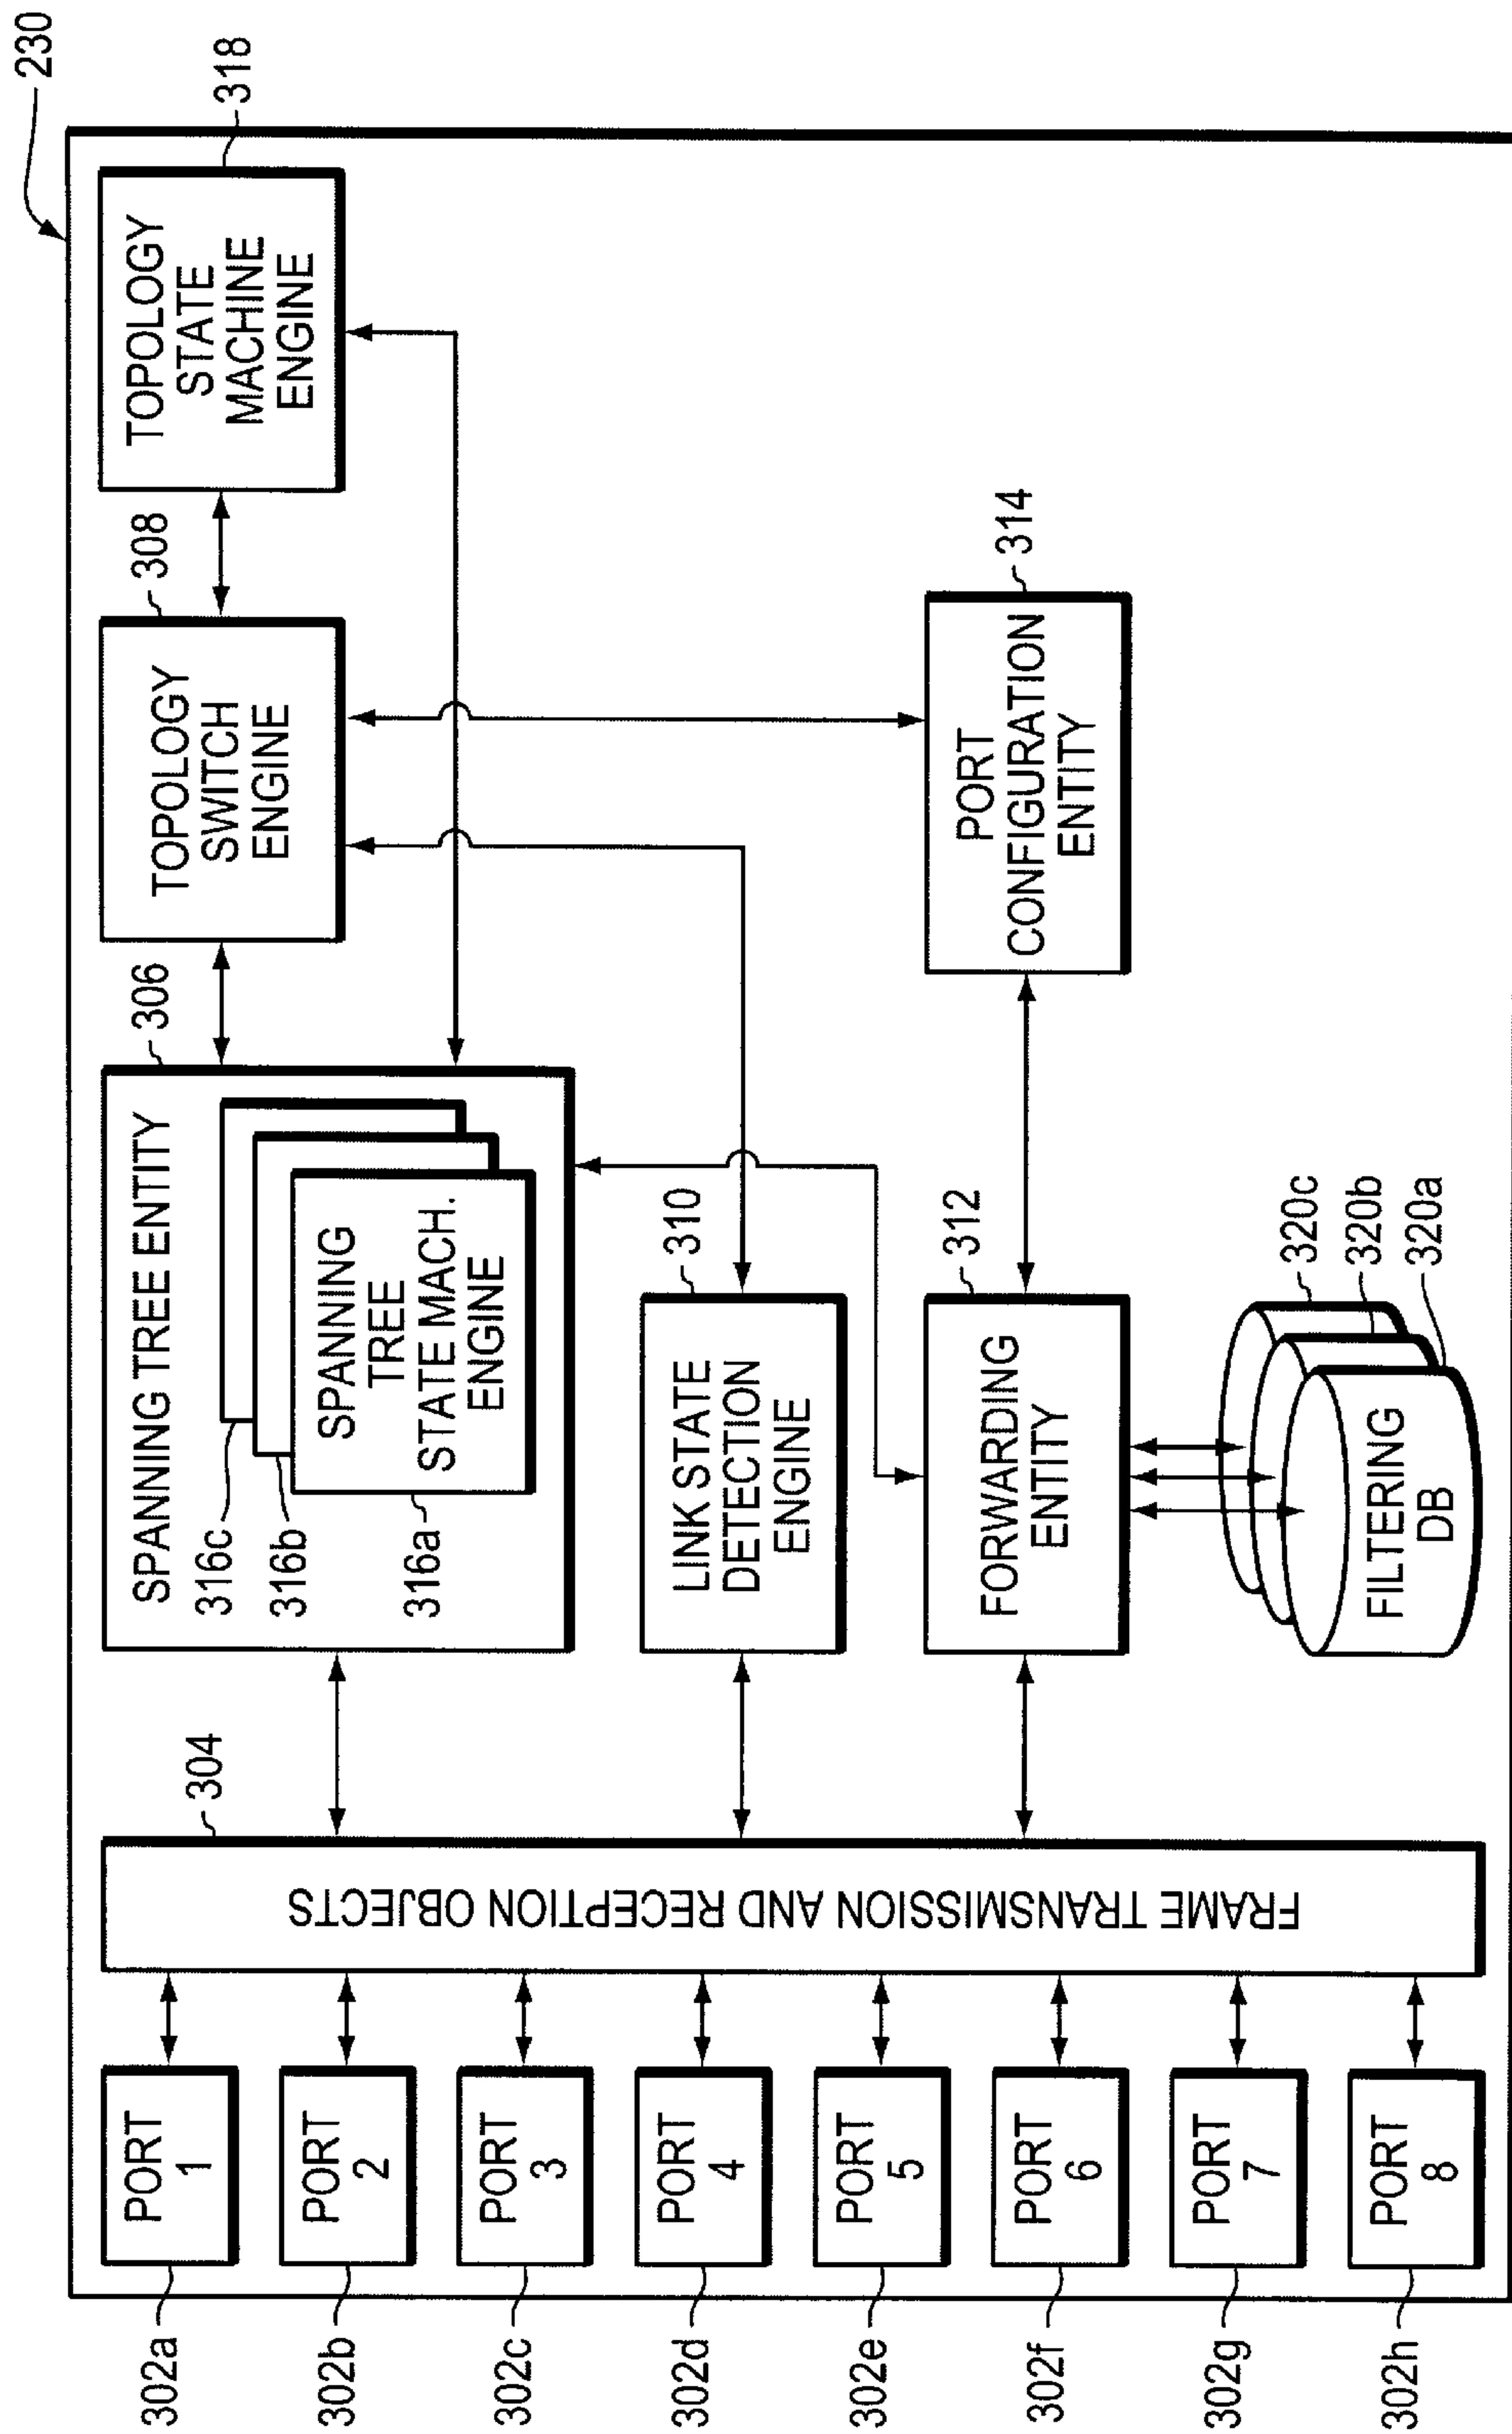 230
318
TOPOLOGY
STATE
MACHINE
ENGINE
308
TOPOLOGY
SWITCH
ENGINE
306
SPANNING TREE ENTITY
316c
316b
316a
SPANNING
TREE
STATE MACH.
ENGINE
304
FRAME TRANSMISSION AND RECEPTION OBJECTS
310
LINK STATE
DETECTION
ENGINE
312
FORWARDING
ENTITY
314
PORT
CONFIGURATION
ENTITY
320c
320b
320a
FILTERING
DB
PORT
1
302a
PORT
2
302b
PORT
3
302c
PORT
4
302d
PORT
5
302e
PORT
6
302f
PORT
7
302g
PORT
8
302h